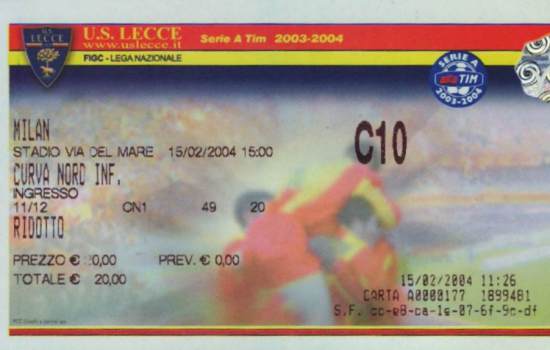 U.S. LECCE
U.S. LECCE
www.uslecce.it
Serie A Tim 2003-2004
FIGC - LEGA NAZIONALE
SERIE A
TIM
2003-2004
MILAN
STADIO VIA DEL MARE 15/02/2004 15:00
C10
CURVA NORD INF.
INGRESSO
11/12 CN1 49 20
RIDOTTO
PREZZO € 20,00 PREV. € 0,00
TOTALE € 20,00
15/02/2004 11:26
CARTA A0000177 1899481
S.F. cc-e8-ca-1e-07-6f-9c-df